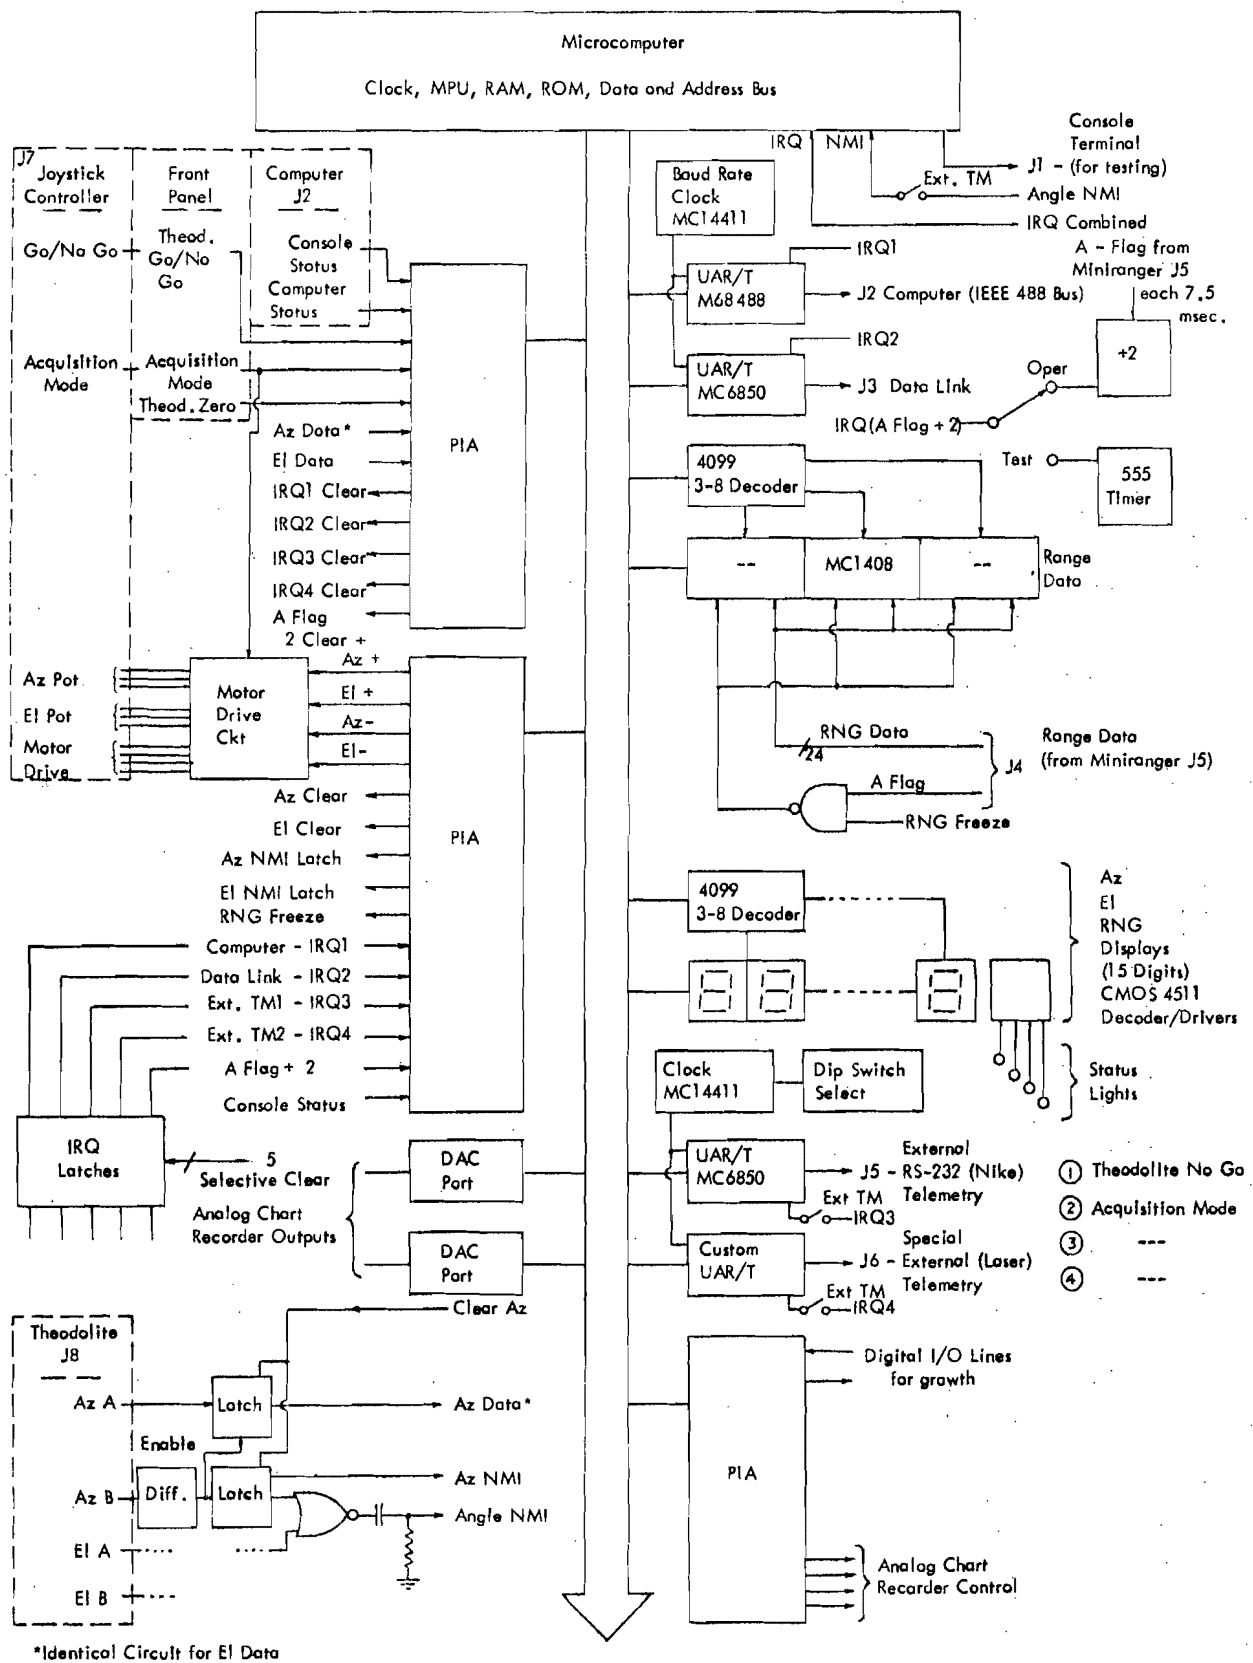 Microcomputer
Clock, MPU, RAM, ROM, Data and Address Bus
IRQ
NMI
Console
Terminal
J1 - (for testing)
Ext. TM
Angle NMI
IRQ Combined
J7
Joystick
Controller
Front
Panel
Computer
J2
Go/No Go
Theod.
Go/No
Go
Console
Status
Computer
Status
Acquisition
Mode
Acquisition
Mode
Theod. Zero
Az Data*
El Data
IRQ1 Clear
IRQ2 Clear
IRQ3 Clear
IRQ4 Clear
A Flag
2 Clear +
PIA
Baud Rate
Clock
MC14411
UAR/T
M68488
IRQ1
J2 Computer (IEEE 488 Bus)
A - Flag from
Miniranger J5
each 7.5
msec.
+2
UAR/T
MC6850
IRQ2
J3 Data Link
Oper
IRQ(A Flag + 2)
Test
555
Timer
4099
3-8 Decoder
--
MC1408
--
Range
Data
Az Pot
El Pot
Motor
Drive
Motor
Drive
Ckt
Az +
El +
Az-
El-
Az Clear
El Clear
Az NMI Latch
El NMI Latch
RNG Freeze
Computer - IRQ1
Data Link - IRQ2
Ext. TM1 - IRQ3
Ext. TM2 - IRQ4
A Flag + 2
Console Status
PIA
RNG Data
24
A Flag
RNG Freeze
J4
Range Data
(from Miniranger J5)
4099
3-8 Decoder
8
8
8
Az
El
RNG
Displays
(15 Digits)
CMOS 4511
Decoder/Drivers
Status
Lights
IRQ
Latches
5
Selective Clear
Analog Chart
Recorder Outputs
DAC
Port
DAC
Port
Clock
MC14411
Dip Switch
Select
UAR/T
MC6850
External
J5 - RS-232 (Nike)
Telemetry
Ext TM
IRQ3
Custom
UAR/T
Special
J6 - External (Laser)
Telemetry
Ext TM
IRQ4
1 Theodolite No Go
2 Acquisition Mode
3 ---
4 ---
Clear Az
Theodolite
J8
Az A
Latch
Az Data*
Enable
Az B
Diff.
Latch
Az NMI
Angle NMI
El A
El B
PIA
Digital I/O Lines
for growth
Analog Chart
Recorder Control
*Identical Circuit for El Data